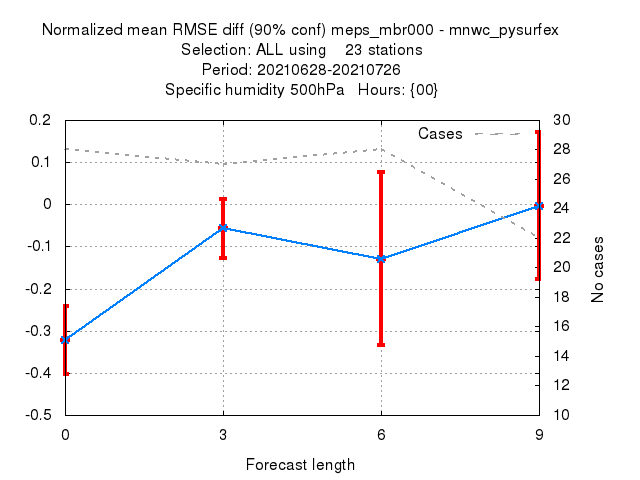 Normalized mean RMSE diff (90% conf) meps_mbr000 - mnwc_pysurfex
Selection: ALL using 23 stations
Period: 20210628-20210726
Specific humidity 500hPa Hours: {00}
Cases
0.2
0.1
0
-0.1
-0.2
-0.3
-0.4
-0.5
30
28
26
24
22
20
18
16
14
12
10
No cases
0 3 6 9
Forecast length